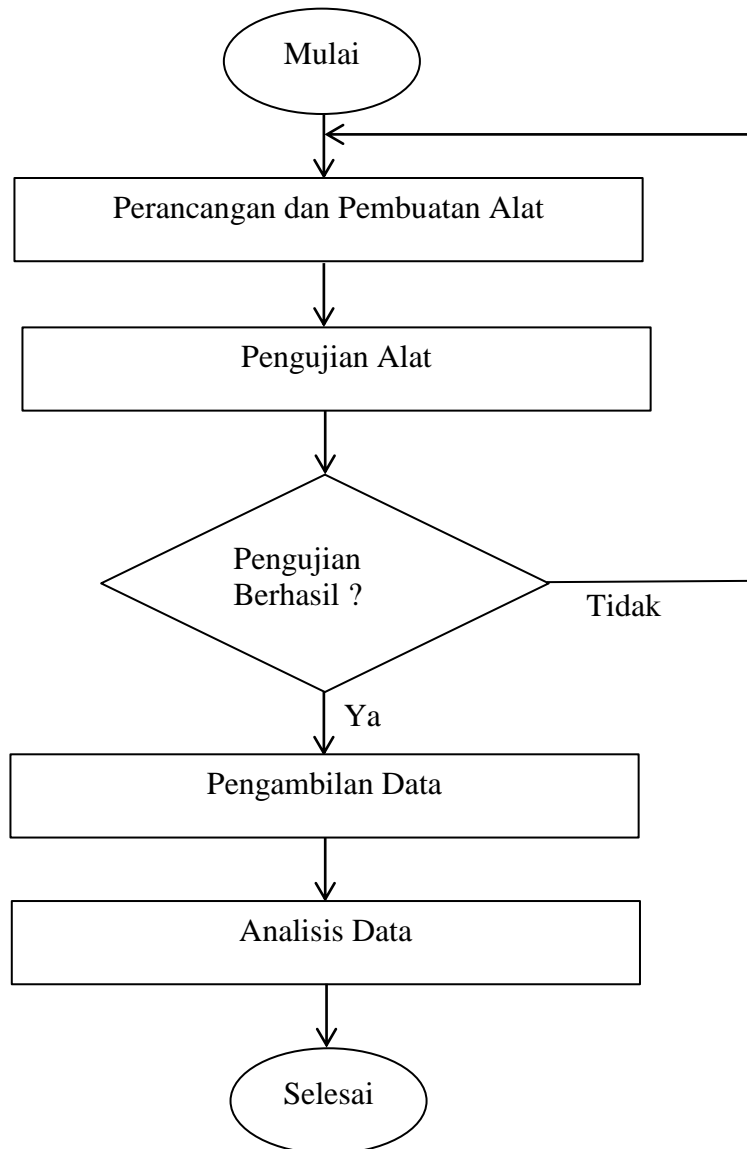 Mulai
Perancangan dan Pembuatan Alat
Pengujian Alat
Pengujian
Berhasil ?
Tidak
Ya
Pengambilan Data
Analisis Data
Selesai